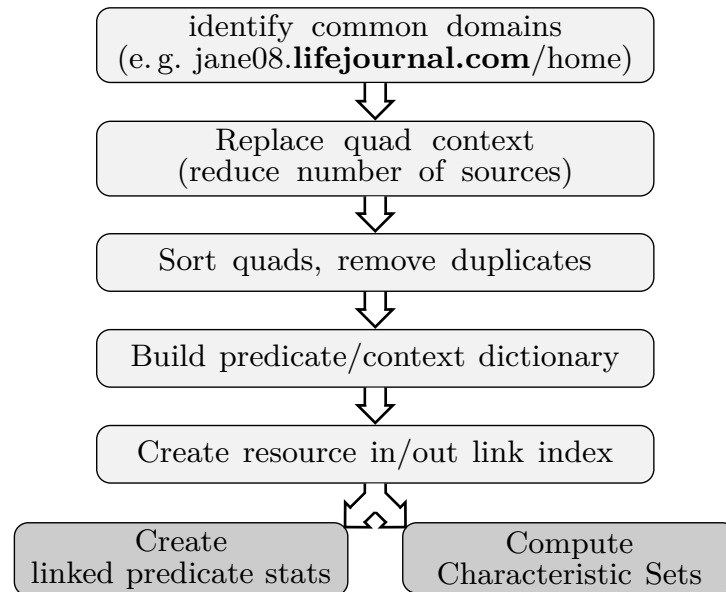 identify common domains
(e. g. jane08.lifejournal.com/home)
Replace quad context
(reduce number of sources)
Sort quads, remove duplicates
Build predicate/context dictionary
Create resource in/out link index
Create
linked predicate stats
Compute
Characteristic Sets